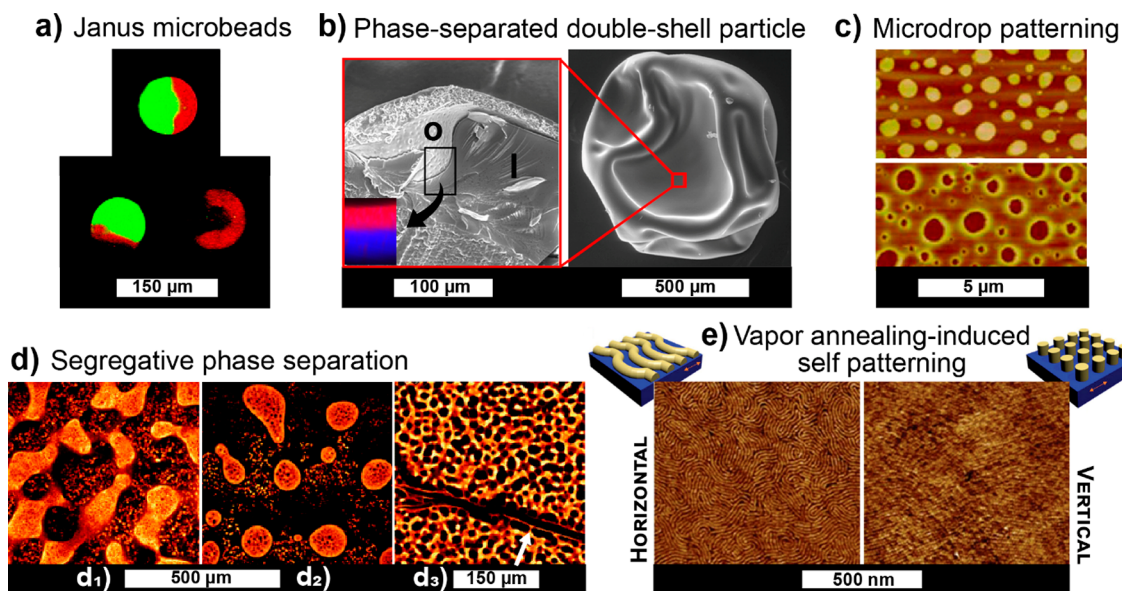 a) Janus microbeads
150 µm
b) Phase-separated double-shell particle
O
I
100 µm
500 µm
c) Microdrop patterning
5 µm
d) Segregative phase separation
d₁)
500 µm
d₂)
d₃)
150 µm
e) Vapor annealing-induced
self patterning
HORIZONTAL
VERTICAL
500 nm